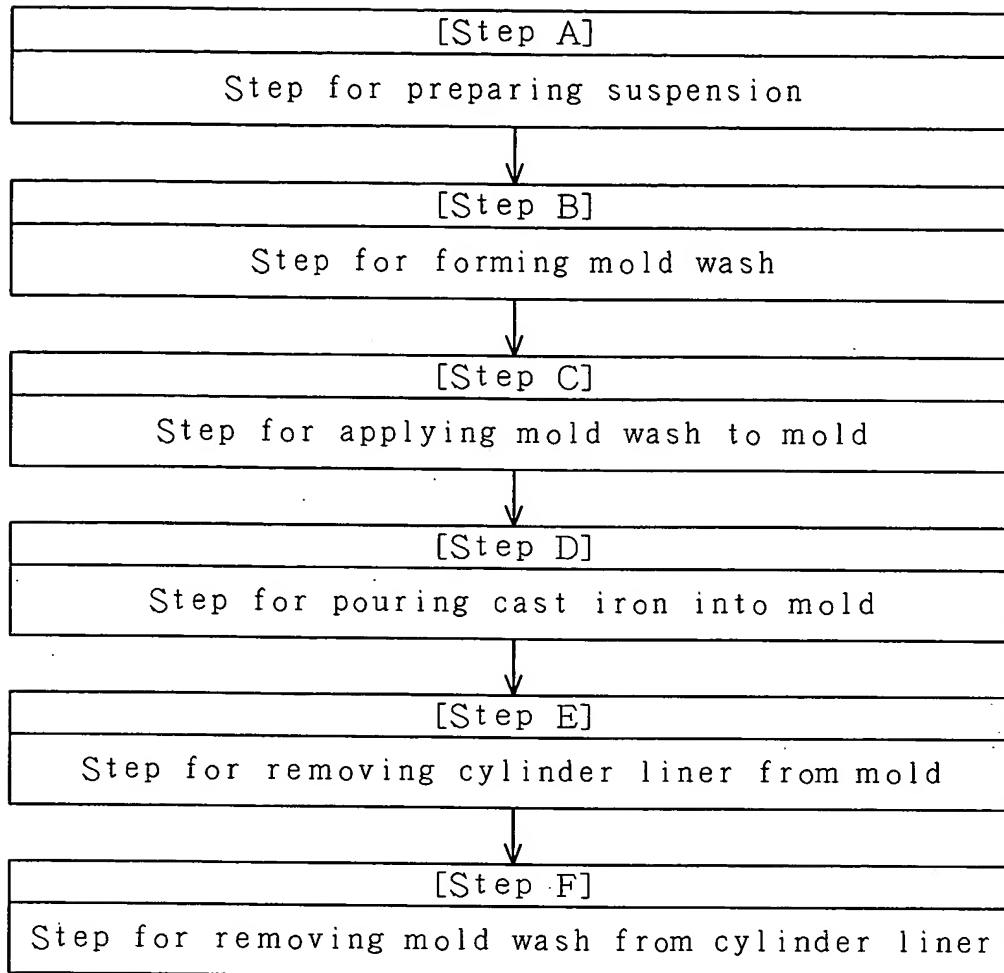 [Step A]
Step for preparing suspension
[Step B]
Step for forming mold wash
[Step C]
Step for applying mold wash to mold
[Step D]
Step for pouring cast iron into mold
[Step E]
Step for removing cylinder liner from mold
[Step F]
Step for removing mold wash from cylinder liner